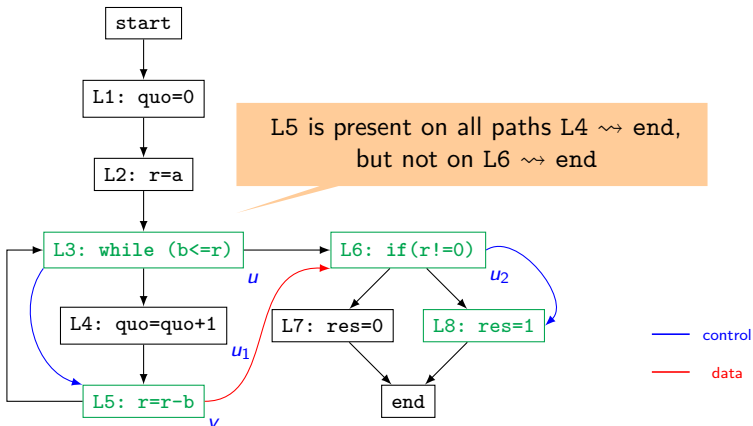 start
L1: quo=0
L5 is present on all paths L4 ⇝ end,
but not on L6 ⇝ end
L2: r=a
L3: while (b<=r)
L6: if(r!=0)
u
u2
L4: quo=quo+1
L7: res=0
L8: res=1
control
u1
data
L5: r=r-b
end
v